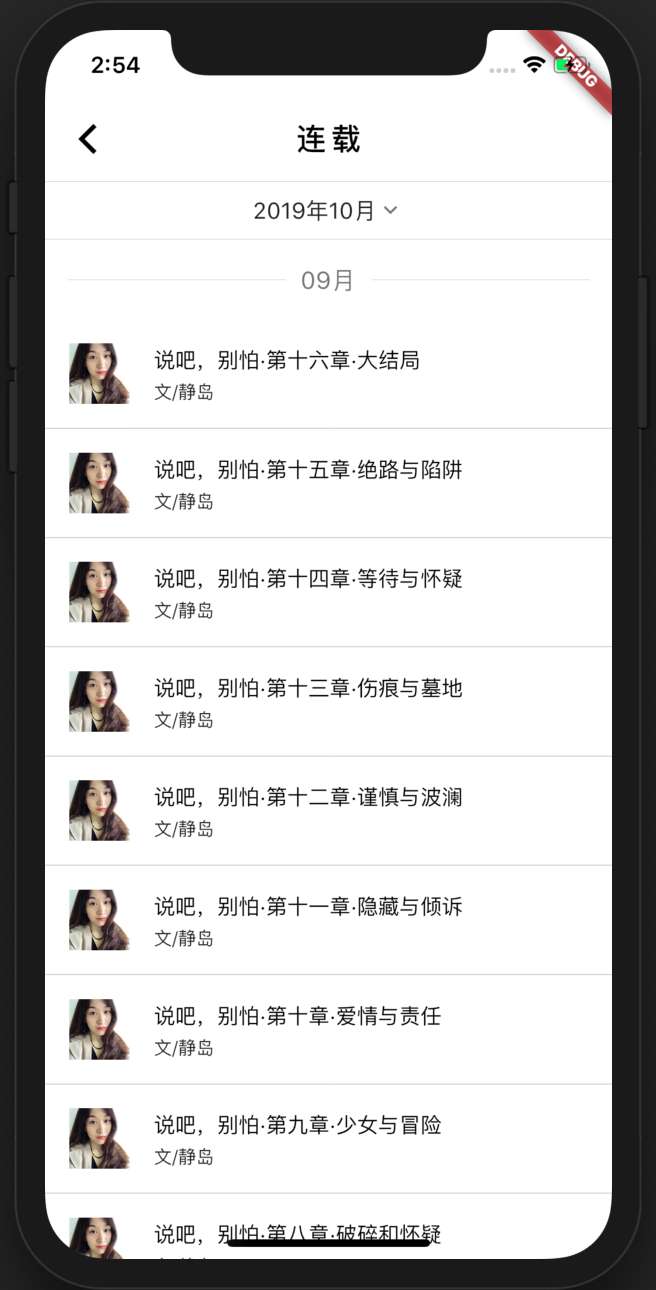 2:54
DEBUG
连载
2019年10月
09月
说吧，别怕·第十六章·大结局
文/静岛
说吧，别怕·第十五章·绝路与陷阱
文/静岛
说吧，别怕·第十四章·等待与怀疑
文/静岛
说吧，别怕·第十三章·伤痕与墓地
文/静岛
说吧，别怕·第十二章·谨慎与波澜
文/静岛
说吧，别怕·第十一章·隐藏与倾诉
文/静岛
说吧，别怕·第十章·爱情与责任
文/静岛
说吧，别怕·第九章·少女与冒险
文/静岛
说吧，别怕·第八章·破碎和怀疑